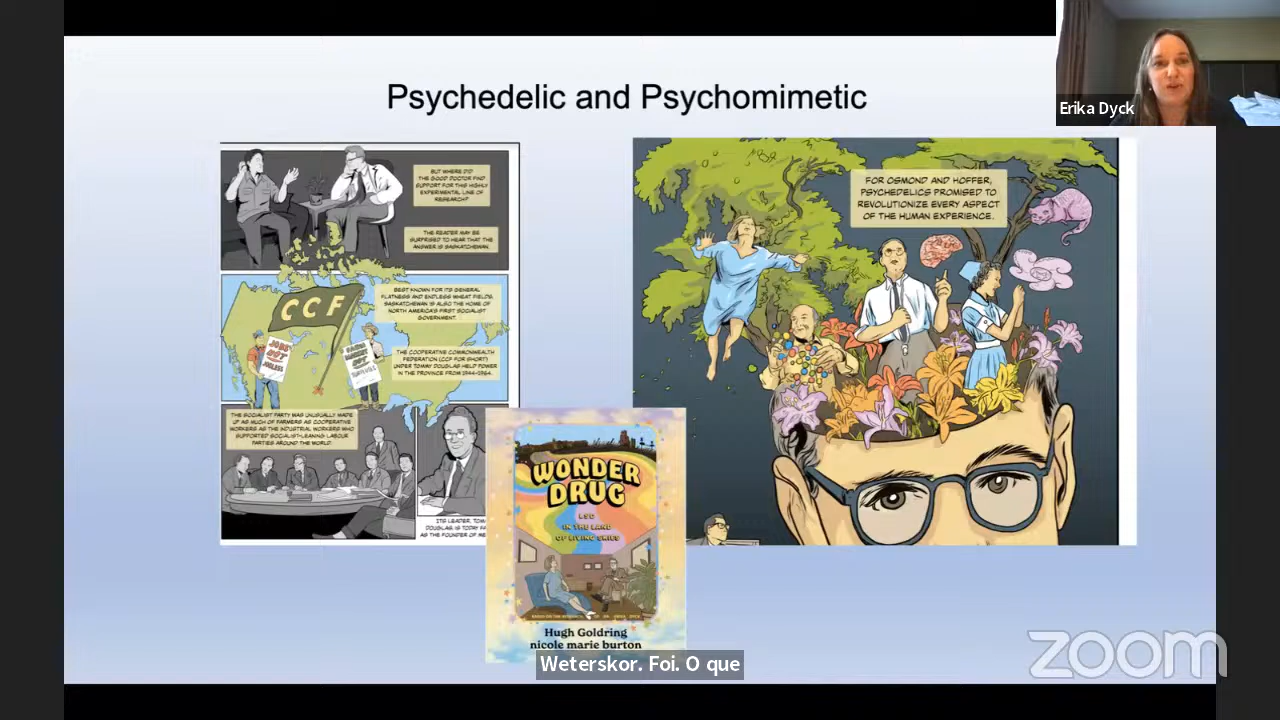 Psychedelic and Psychomimetic
Erika Dyck
BUT WHERE DID
THE GOOD DOCTOR FIND
SUPPORT FOR THIS HIGHLY
EXPERIMENTAL LINE OF
RESEARCH?
THE READER MAY BE
SURPRISED TO HEAR THAT THE
ANSWER IS SASKATCHEWAN.
CCF
BEST KNOWN FOR ITS GENERAL
FLATNESS AND ENDLESS WHEAT FIELDS,
SASKATCHEWAN IS ALSO THE HOME OF
NORTH AMERICA'S FIRST SOCIALIST
GOVERNMENT.
THE COOPERATIVE COMMONWEALTH
FEDERATION (CCF FOR SHORT)
UNDER TOMMY DOUGLAS HELD POWER
IN THE PROVINCE FROM 1944-1964.
THE SOCIALIST PARTY WAS UNUSUALLY MADE
UP AS MUCH OF FARMERS AS COOPERATIVE
WORKERS AS THE INDUSTRIAL WORKERS WHO
SUPPORTED SOCIALIST-LEANING LABOUR
PARTIES AROUND THE WORLD.
ITS LEADER, TOM
DOUGLAS, IS TODAY
AS THE FOUNDER OF
FOR OSMOND AND HOFFER,
PSYCHEDELICS PROMISED TO
REVOLUTIONIZE EVERY ASPECT
OF THE HUMAN EXPERIENCE.
WONDER
DRUG
LSD
IN THE LAND
OF LIVING SKIES
Hugh Goldring
nicole marie burton
Weterskor. Foi. O que
zoom